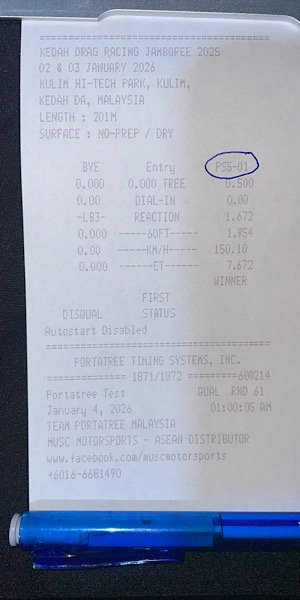 ================================
KEDAH DRAG RACING JAMBOREE 2025
02 & 03 JANUARY 2026
KULIM HI-TECH PARK, KULIM,
KEDAH DA, MALAYSIA
LENGTH : 201M
SURFACE : NO-PREP / DRY
BYE Entry PS5-01
0.000 0.000 TREE 0.500
0.00 DIAL-IN 0.00
-LB3- REACTION 1.672
0.000 -----60FT----- 1.954
0.00 -----KM/H----- 150.10
0.000 ------ET------ 7.672
WINNER
FIRST
DISQUAL STATUS
Autostart Disabled
================================
PORTATREE TIMING SYSTEMS, INC.
============ 1871/1872 =========600214
Portatree Test QUAL RND 61
January 4, 2026 01:00:05 AM
TEAM PORTATREE MALAYSIA
MUSC MOTORSPORTS - ASEAN DISTRIBUTOR
www.facebook.com/muscmotorsports
+6016-6681490